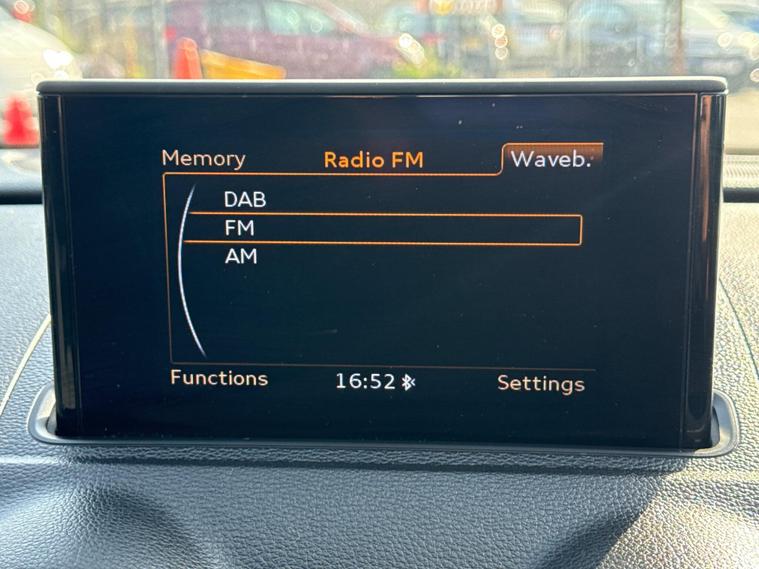 Memory Radio FM Waveb.
DAB
FM
AM
Functions 16:52 Settings